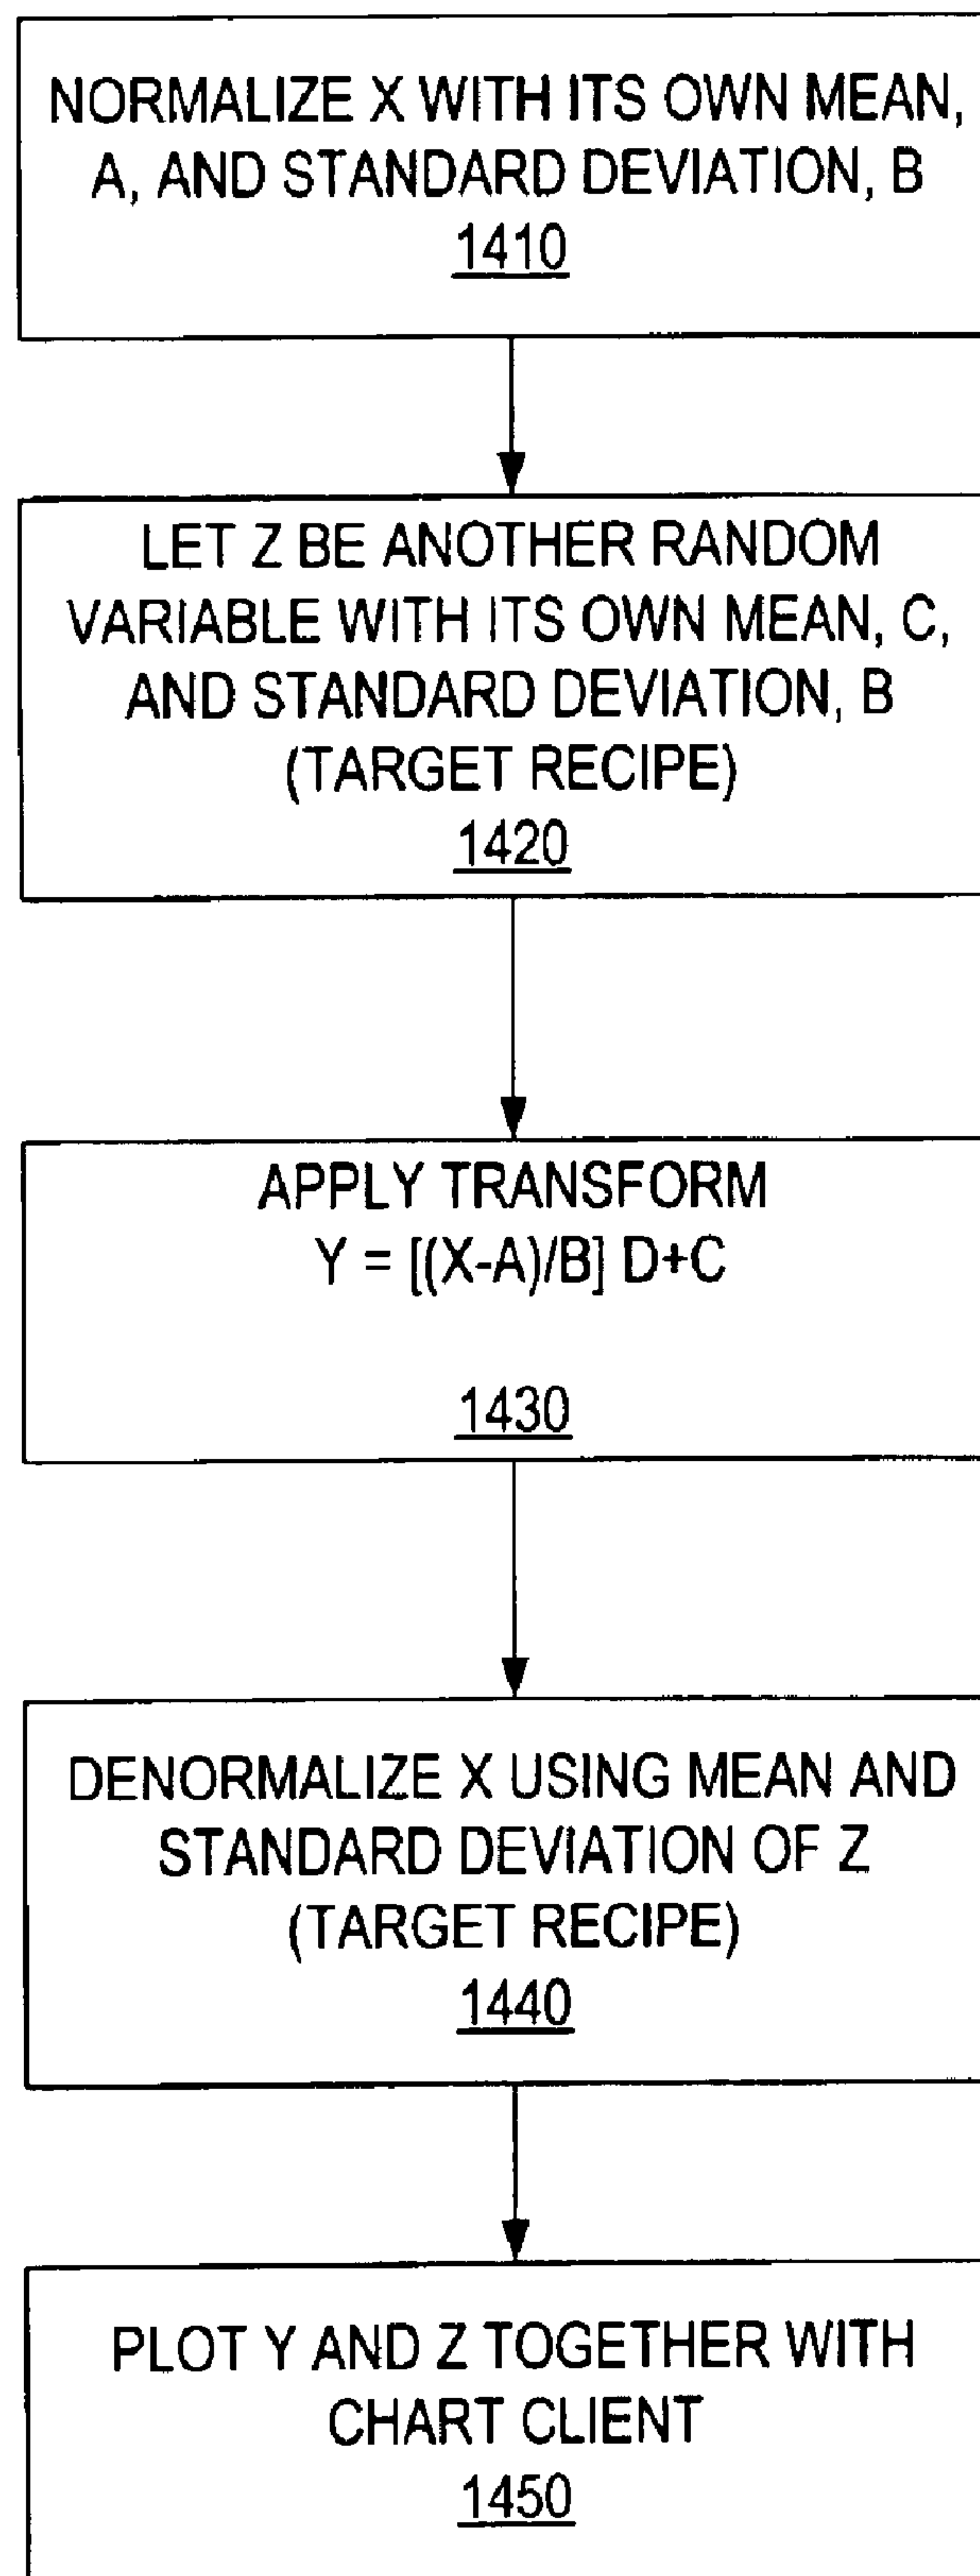 NORMALIZE X WITH ITS OWN MEAN,
A, AND STANDARD DEVIATION, B
1410
LET Z BE ANOTHER RANDOM
VARIABLE WITH ITS OWN MEAN, C,
AND STANDARD DEVIATION, B
(TARGET RECIPE)
1420
APPLY TRANSFORM
Y = [(X-A)/B] D+C
1430
DENORMALIZE X USING MEAN AND
STANDARD DEVIATION OF Z
(TARGET RECIPE)
1440
PLOT Y AND Z TOGETHER WITH
CHART CLIENT
1450